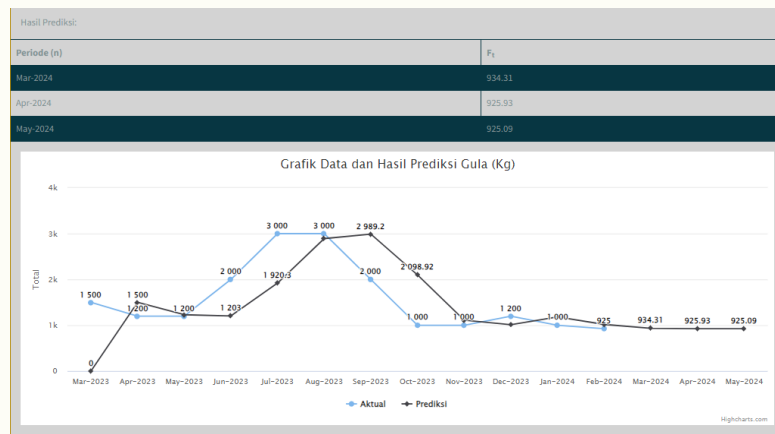 Hasil Prediksi:
Periode (n) Ft
Mar-2024 934.31
Apr-2024 925.93
May-2024 925.09
Grafik Data dan Hasil Prediksi Gula (Kg)
4k
3k
2k
1k
0
Total
1 500
0
1 500
1 200
1 200
2 000
1 203
3 000
1 920.3
3 000
2 000
2 989.2
1 000
2 098.92
1 000
1 200
1 000
925
934.31
925.93
925.09
Mar-2023 Apr-2023 May-2023 Jun-2023 Jul-2023 Aug-2023 Sep-2023 Oct-2023 Nov-2023 Dec-2023 Jan-2024 Feb-2024 Mar-2024 Apr-2024 May-2024
Aktual Prediksi
Highcharts.com